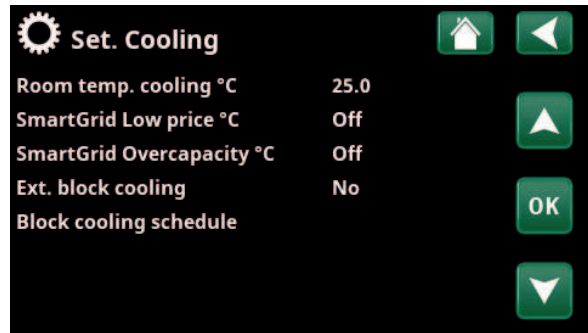 Set. Cooling
Room temp. cooling °C 25.0
SmartGrid Low price °C Off
SmartGrid Overcapacity °C Off
Ext. block cooling No
OK
Block cooling schedule